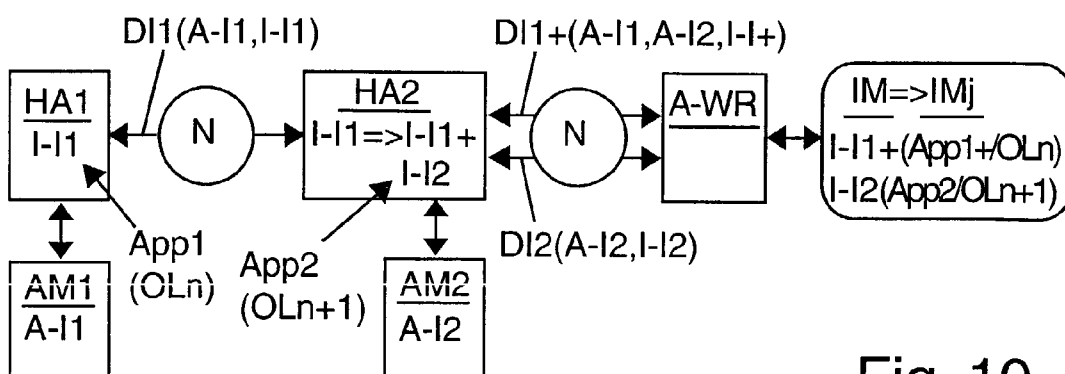 DI1(A-I1,I-I1)
DI1+(A-I1,A-I2,I-I+)
HA1
I-I1
N
HA2
I-I1=>I-I1+
I-I2
N
A-WR
IM=>IMj
I-I1+(App1+/OLn)
I-I2(App2/OLn+1)
App1
(OLn)
App2
(OLn+1)
DI2(A-I2,I-I2)
AM1
A-I1
AM2
A-I2
Fig. 10